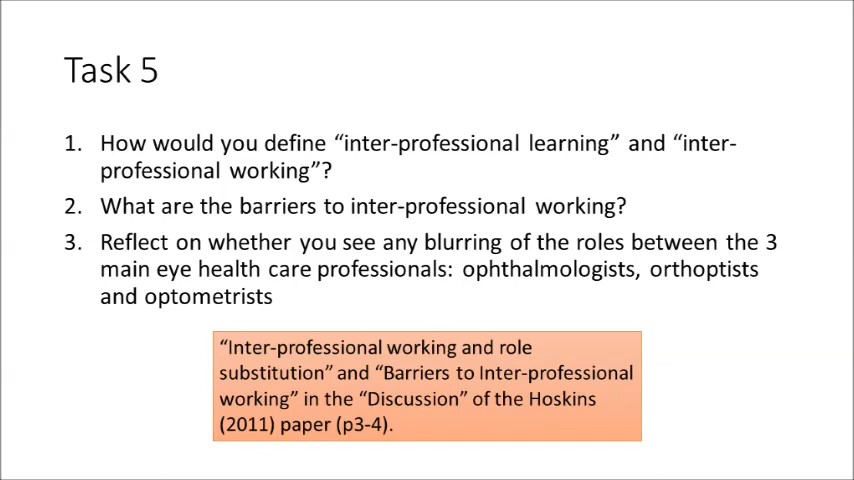 Task 5
1. How would you define “inter-professional learning” and “inter-
professional working”?
2. What are the barriers to inter-professional working?
3. Reflect on whether you see any blurring of the roles between the 3
main eye health care professionals: ophthalmologists, orthoptists
and optometrists
“Inter-professional working and role
substitution” and “Barriers to Inter-professional
working” in the “Discussion” of the Hoskins
(2011) paper (p3-4).